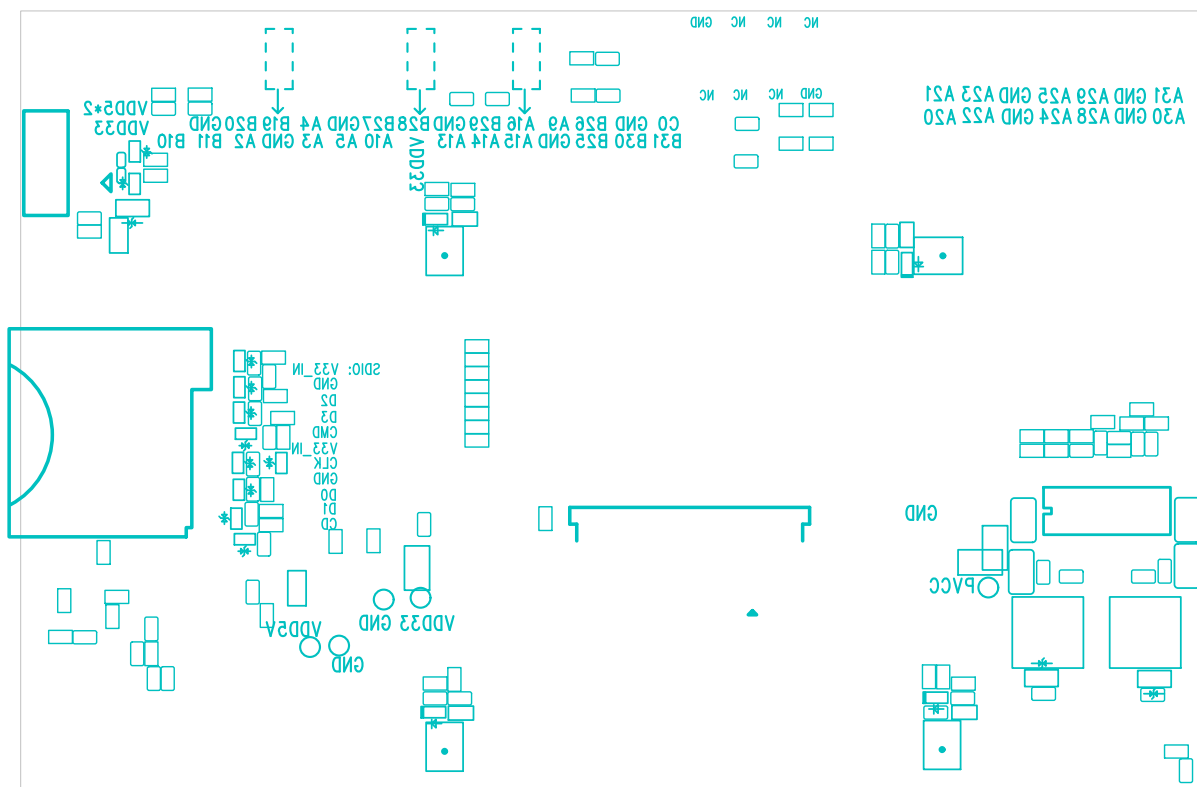 NC NC NC GND
GND NC NC NC
A31 GND A29 A25 GND A23 A21
A30 GND A28 A24 GND A22 A20
VDD5*2
VDD33
C0 GND B26 A9 A16 B29 GND B28 B27 GND A4 B19 B20 GND
B31 B30 B25 GND A15 A14 A13 A10 A5 A3 GND A2 B11 B10
VDD33
SDIO: V33_IN
GND
D2
D3
CMD
V33_IN
CLK
GND
D0
D1
CD
GND
PVCC
VDD33 GND
VDD5V
GND